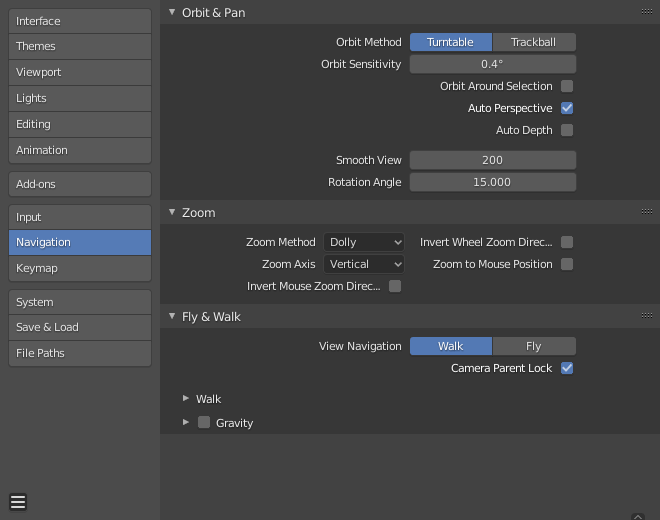 Interface
Themes
Viewport
Lights
Editing
Animation
Add-ons
Input
Navigation
Keymap
System
Save & Load
File Paths
Orbit & Pan
Orbit Method Turntable Trackball
Orbit Sensitivity 0.4°
Orbit Around Selection
Auto Perspective
Auto Depth
Smooth View 200
Rotation Angle 15.000
Zoom
Zoom Method Dolly Invert Wheel Zoom Direc...
Zoom Axis Vertical Zoom to Mouse Position
Invert Mouse Zoom Direc...
Fly & Walk
View Navigation Walk Fly
Camera Parent Lock
Walk
Gravity